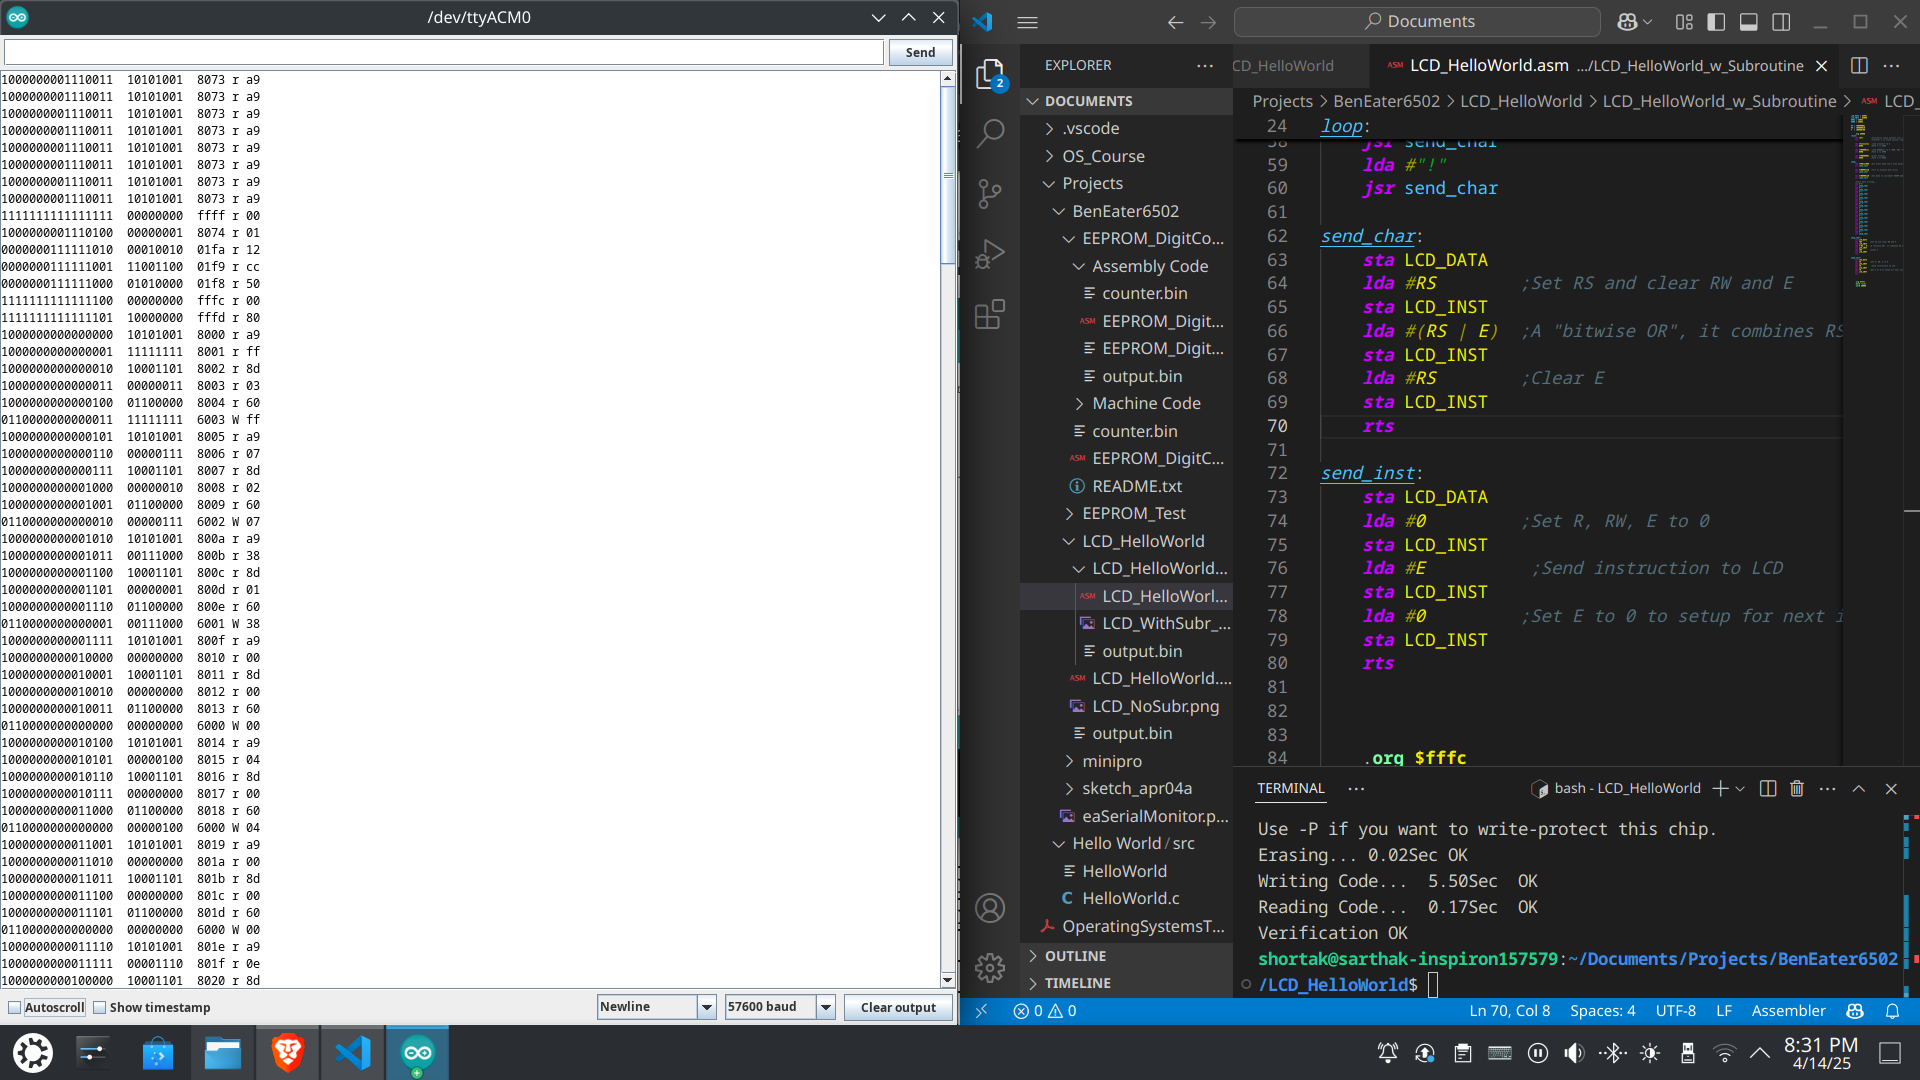 /dev/ttyACM0
Send
1000000001110011  10101001  8073 r a9
1000000001110011  10101001  8073 r a9
1000000001110011  10101001  8073 r a9
1000000001110011  10101001  8073 r a9
1000000001110011  10101001  8073 r a9
1000000001110011  10101001  8073 r a9
1000000001110011  10101001  8073 r a9
1000000001110011  10101001  8073 r a9
1111111111111111  00000000  ffff r 00
1000000001110100  00000001  8074 r 01
0000000111111010  00010010  01fa r 12
0000000111111001  11001100  01f9 r cc
0000000111111000  01010000  01f8 r 50
1111111111111100  00000000  fffc r 00
1111111111111101  10000000  fffd r 80
1000000000000000  10101001  8000 r a9
1000000000000001  11111111  8001 r ff
1000000000000010  10001101  8002 r 8d
1000000000000011  00000011  8003 r 03
1000000000000100  01100000  8004 r 60
0110000000000011  11111111  6003 W ff
1000000000000101  10101001  8005 r a9
1000000000000110  00000111  8006 r 07
1000000000000111  10001101  8007 r 8d
1000000000001000  00000010  8008 r 02
1000000000001001  01100000  8009 r 60
0110000000000010  00000111  6002 W 07
1000000000001010  10101001  800a r a9
1000000000001011  00111000  800b r 38
1000000000001100  10001101  800c r 8d
1000000000001101  00000001  800d r 01
1000000000001110  01100000  800e r 60
0110000000000001  00111000  6001 W 38
1000000000001111  10101001  800f r a9
1000000000010000  00000000  8010 r 00
1000000000010001  10001101  8011 r 8d
1000000000010010  00000000  8012 r 00
1000000000010011  01100000  8013 r 60
0110000000000000  00000000  6000 W 00
1000000000010100  10101001  8014 r a9
1000000000010101  00000100  8015 r 04
1000000000010110  10001101  8016 r 8d
1000000000010111  00000000  8017 r 00
1000000000011000  01100000  8018 r 60
0110000000000000  00000100  6000 W 04
1000000000011001  10101001  8019 r a9
1000000000011010  00000000  801a r 00
1000000000011011  10001101  801b r 8d
1000000000011100  00000000  801c r 00
1000000000011101  01100000  801d r 60
0110000000000000  00000000  6000 W 00
1000000000011110  10101001  801e r a9
1000000000011111  00001110  801f r 0e
1000000000100000  10001101  8020 r 8d
Autoscroll
Show timestamp
Newline
57600 baud
Clear output
Documents
EXPLORER
2
DOCUMENTS
.vscode
OS_Course
Projects
BenEater6502
EEPROM_DigitCo...
Assembly Code
counter.bin
ASM EEPROM_Digit...
EEPROM_Digit...
output.bin
Machine Code
counter.bin
ASM EEPROM_DigitC...
README.txt
EEPROM_Test
LCD_HelloWorld
LCD_HelloWorld...
ASM LCD_HelloWorl...
LCD_WithSubr_...
output.bin
ASM LCD_HelloWorld....
LCD_NoSubr.png
output.bin
minipro
sketch_apr04a
eaSerialMonitor.p...
Hello World / src
HelloWorld
C HelloWorld.c
OperatingSystemsT...
OUTLINE
TIMELINE
CD_HelloWorld
ASM LCD_HelloWorld.asm .../LCD_HelloWorld_w_Subroutine
Projects > BenEater6502 > LCD_HelloWorld > LCD_HelloWorld_w_Subroutine > ASM LCD_
24 loop:
58 jsr send_char
59 lda #"!"
60 jsr send_char
61
62 send_char:
63 sta LCD_DATA
64 lda #RS ;Set RS and clear RW and E
65 sta LCD_INST
66 lda #(RS | E) ;A "bitwise OR", it combines RS
67 sta LCD_INST
68 lda #RS ;Clear E
69 sta LCD_INST
70 rts
71
72 send_inst:
73 sta LCD_DATA
74 lda #0 ;Set R, RW, E to 0
75 sta LCD_INST
76 lda #E ;Send instruction to LCD
77 sta LCD_INST
78 lda #0 ;Set E to 0 to setup for next i
79 sta LCD_INST
80 rts
81
82
83
84 .org $fffc
TERMINAL
bash - LCD_HelloWorld
Use -P if you want to write-protect this chip.
Erasing... 0.02Sec OK
Writing Code...  5.50Sec  OK
Reading Code...  0.17Sec  OK
Verification OK
shortak@sarthak-inspiron157579:~/Documents/Projects/BenEater6502
/LCD_HelloWorld$
0 0
Ln 70, Col 8
Spaces: 4
UTF-8
LF
Assembler
8:31 PM
4/14/25